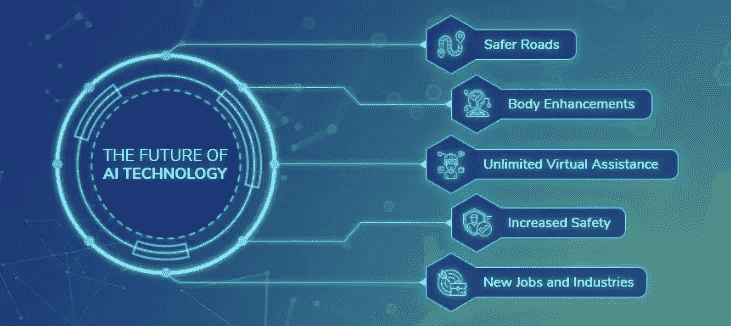 THE FUTURE OF
AI TECHNOLOGY
Safer Roads
Body Enhancements
Unlimited Virtual Assistance
Increased Safety
New Jobs and Industries